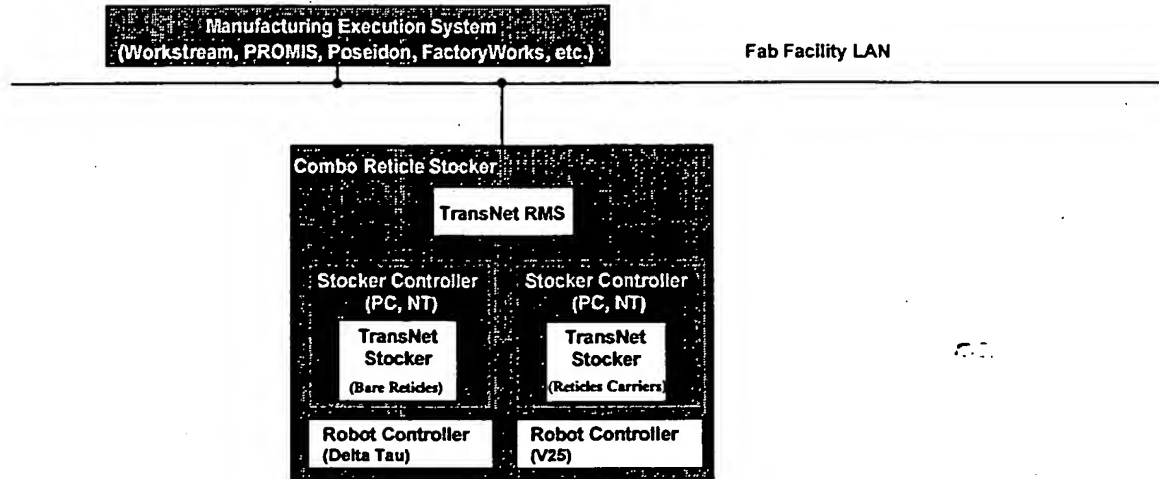 Manufacturing Execution System
(Workstream, PROMIS, Poseidon, FactoryWorks, etc.)
Fab Facility LAN
Combo Reticle Stocker
TransNet RMS
Stocker Controller
(PC, NT)
TransNet
Stocker
(Bare Reticles)
Robot Controller
(Delta Tau)
Stocker Controller
(PC, NT)
TransNet
Stocker
(Reticles Carriers)
Robot Controller
(V25)